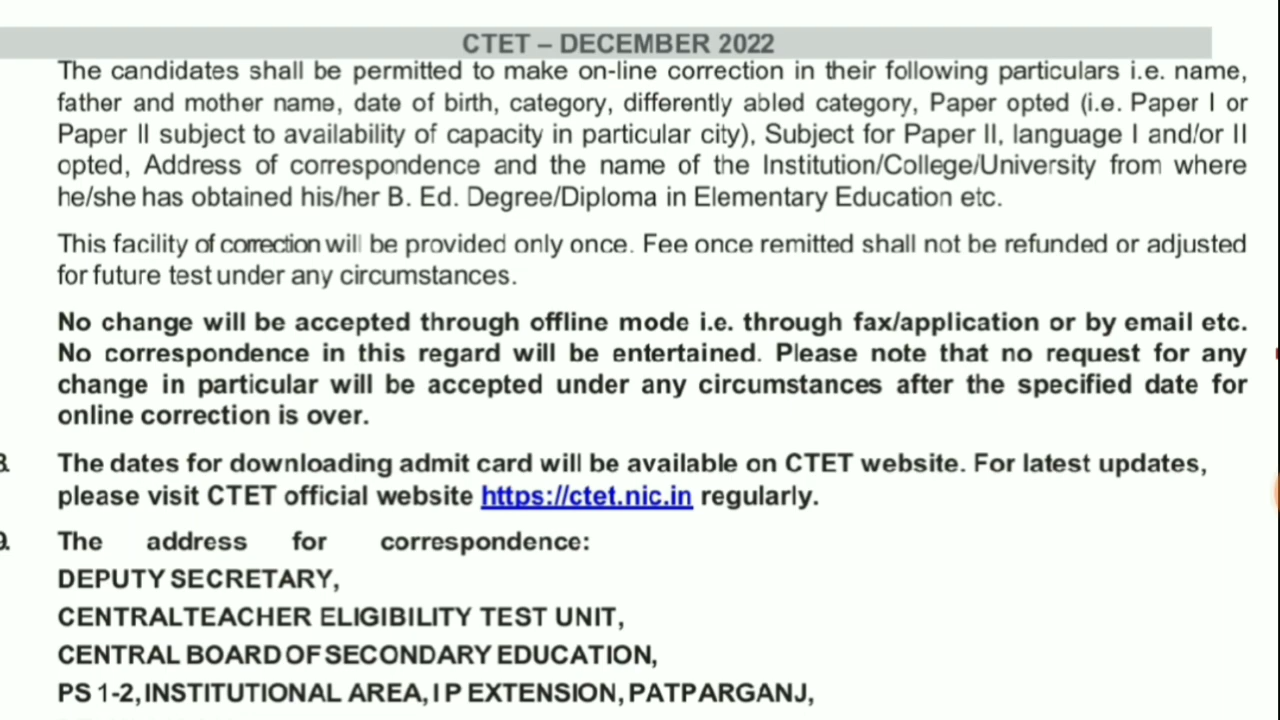 CTET – DECEMBER 2022
The candidates shall be permitted to make on-line correction in their following particulars i.e. name,
father and mother name, date of birth, category, differently abled category, Paper opted (i.e. Paper I or
Paper II subject to availability of capacity in particular city), Subject for Paper II, language I and/or II
opted, Address of correspondence and the name of the Institution/College/University from where
he/she has obtained his/her B. Ed. Degree/Diploma in Elementary Education etc.
This facility of correction will be provided only once. Fee once remitted shall not be refunded or adjusted
for future test under any circumstances.
No change will be accepted through offline mode i.e. through fax/application or by email etc.
No correspondence in this regard will be entertained. Please note that no request for any
change in particular will be accepted under any circumstances after the specified date for
online correction is over.
The dates for downloading admit card will be available on CTET website. For latest updates,
please visit CTET official website https://ctet.nic.in regularly.
The address for correspondence:
DEPUTY SECRETARY,
CENTRALTEACHER ELIGIBILITY TEST UNIT,
CENTRAL BOARD OF SECONDARY EDUCATION,
PS 1-2, INSTITUTIONAL AREA, I P EXTENSION, PATPARGANJ,